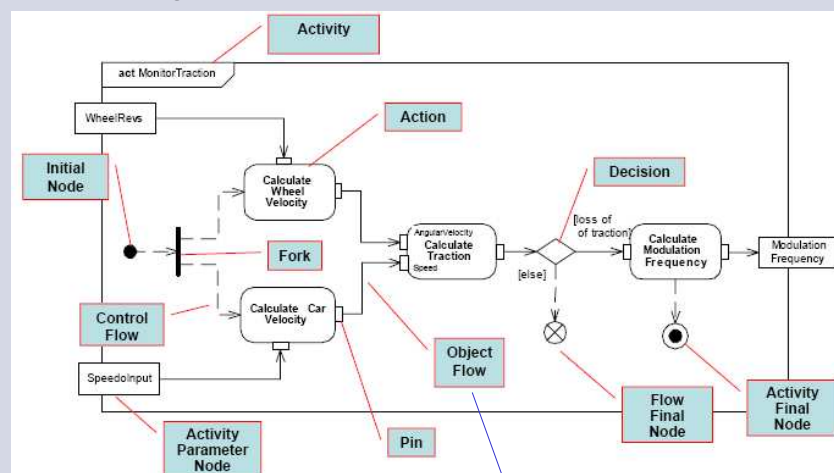 Activity
act MonitorTraction
WheelRevs
Action
Initial
Node
Calculate
Wheel
Velocity
Decision
[loss of
of traction]
AngularVelocity
Calculate
Traction
Speed
Calculate
Modulation
Frequency
Modulation
Frequency
Fork
[else]
Control
Flow
Calculate Car
Velocity
Object
Flow
SpeedoInput
Activity
Parameter
Node
Pin
Flow
Final
Node
Activity
Final
Node